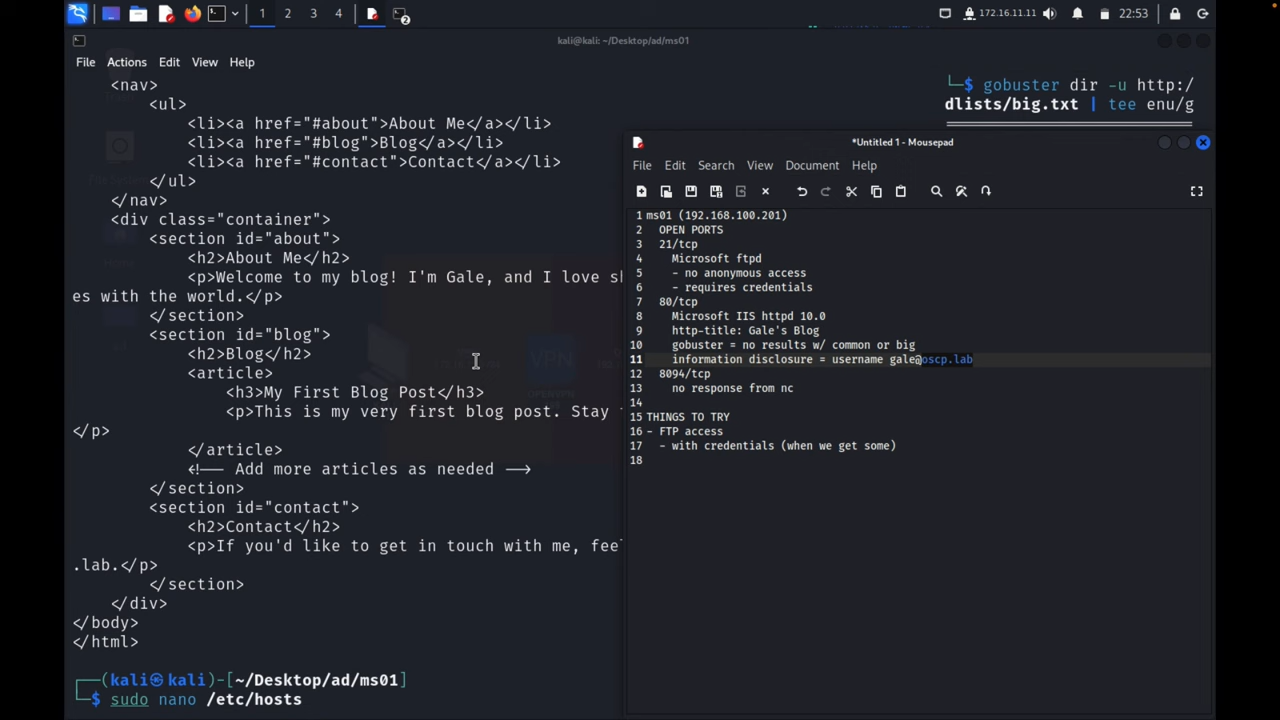 1 2 3 4 2 172.16.11.11 22:53
kali@kali: ~/Desktop/ad/ms01
File Actions Edit View Help
<nav>
<ul>
<li><a href="#about">About Me</a></li>
<li><a href="#blog">Blog</a></li>
<li><a href="#contact">Contact</a></li>
</ul>
</nav>
<div class="container">
<section id="about">
<h2>About Me</h2>
<p>Welcome to my blog! I'm Gale, and I love sh
es with the world.</p>
</section>
<section id="blog">
<h2>Blog</h2>
<article>
<h3>My First Blog Post</h3>
<p>This is my very first blog post. Stay
</p>
</article>
<!-- Add more articles as needed -->
</section>
<section id="contact">
<h2>Contact</h2>
<p>If you'd like to get in touch with me, feel
.lab.</p>
</section>
</div>
</body>
</html>
(kali㉿kali)-[~/Desktop/ad/ms01]
$ sudo nano /etc/hosts
$ gobuster dir -u http:/
dlists/big.txt | tee enu/g
*Untitled 1 - Mousepad
File Edit Search View Document Help
1 ms01 (192.168.100.201)
2 OPEN PORTS
3 21/tcp
4 Microsoft ftpd
5 - no anonymous access
6 - requires credentials
7 80/tcp
8 Microsoft IIS httpd 10.0
9 http-title: Gale's Blog
10 gobuster = no results w/ common or big
11 information disclosure = username gale@oscp.lab
12 8094/tcp
13 no response from nc
14
15 THINGS TO TRY
16 - FTP access
17 - with credentials (when we get some)
18
VPN